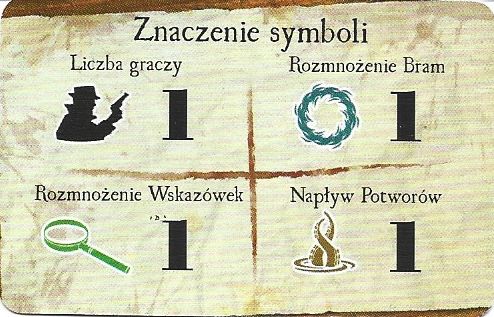 Znaczenie symboli
Liczba graczy
1
Rozmnożenie Bram
1
Rozmnożenie Wskazówek
1
Napływ Potworów
1